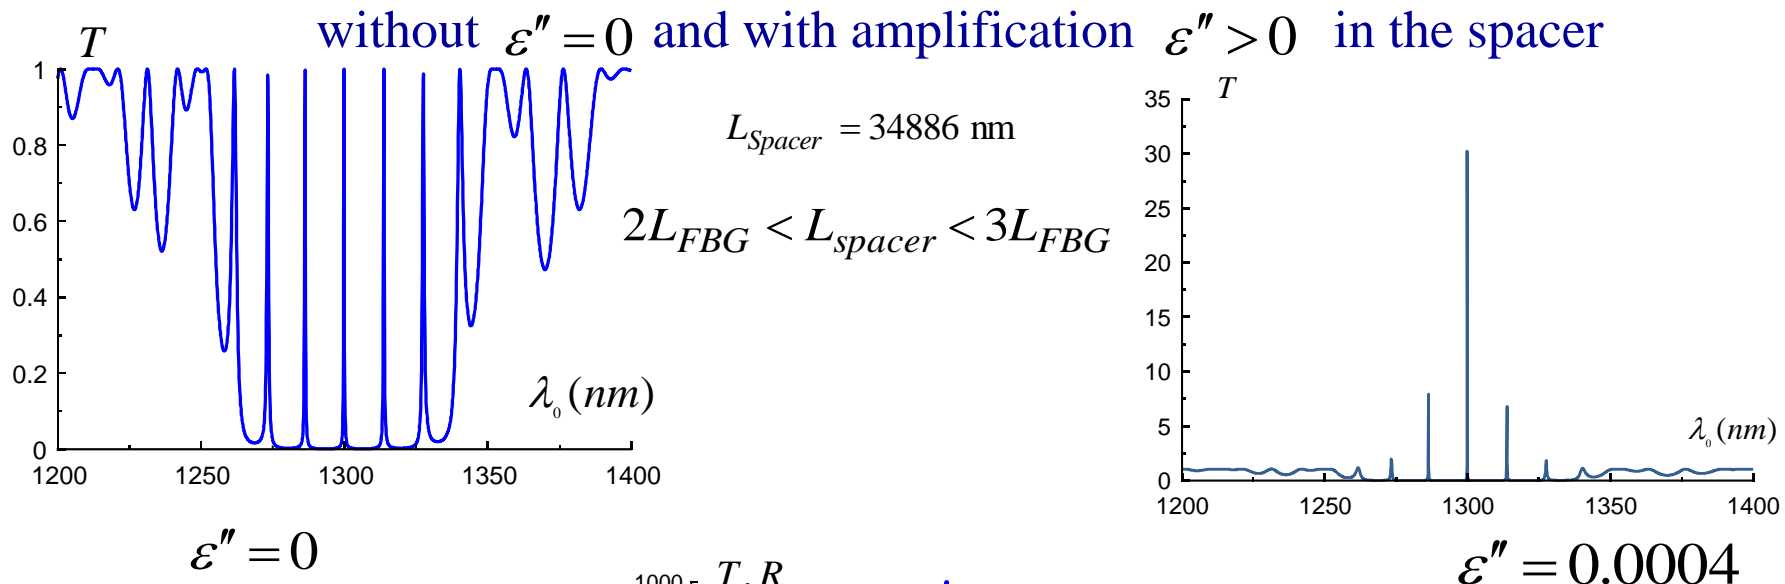 without ε″ = 0 and with amplification ε″ > 0 in the spacer
T
1
0.8
0.6
0.4
0.2
0
1200 1250 1300 1350 1400
λ₀ (nm)
ε″ = 0
L_Spacer = 34886 nm
2L_FBG < L_spacer < 3L_FBG
T
35
30
25
20
15
10
5
0
1200 1250 1300 1350 1400
λ₀ (nm)
ε″ = 0.0004
1000 T, R